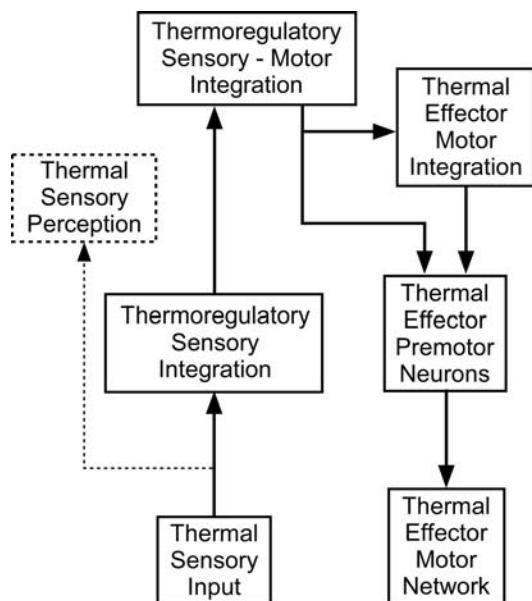 Thermoregulatory
Sensory - Motor
Integration
Thermal
Effector
Motor
Integration
Thermal
Sensory
Perception
Thermoregulatory
Sensory
Integration
Thermal
Effector
Premotor
Neurons
Thermal
Sensory
Input
Thermal
Effector
Motor
Network